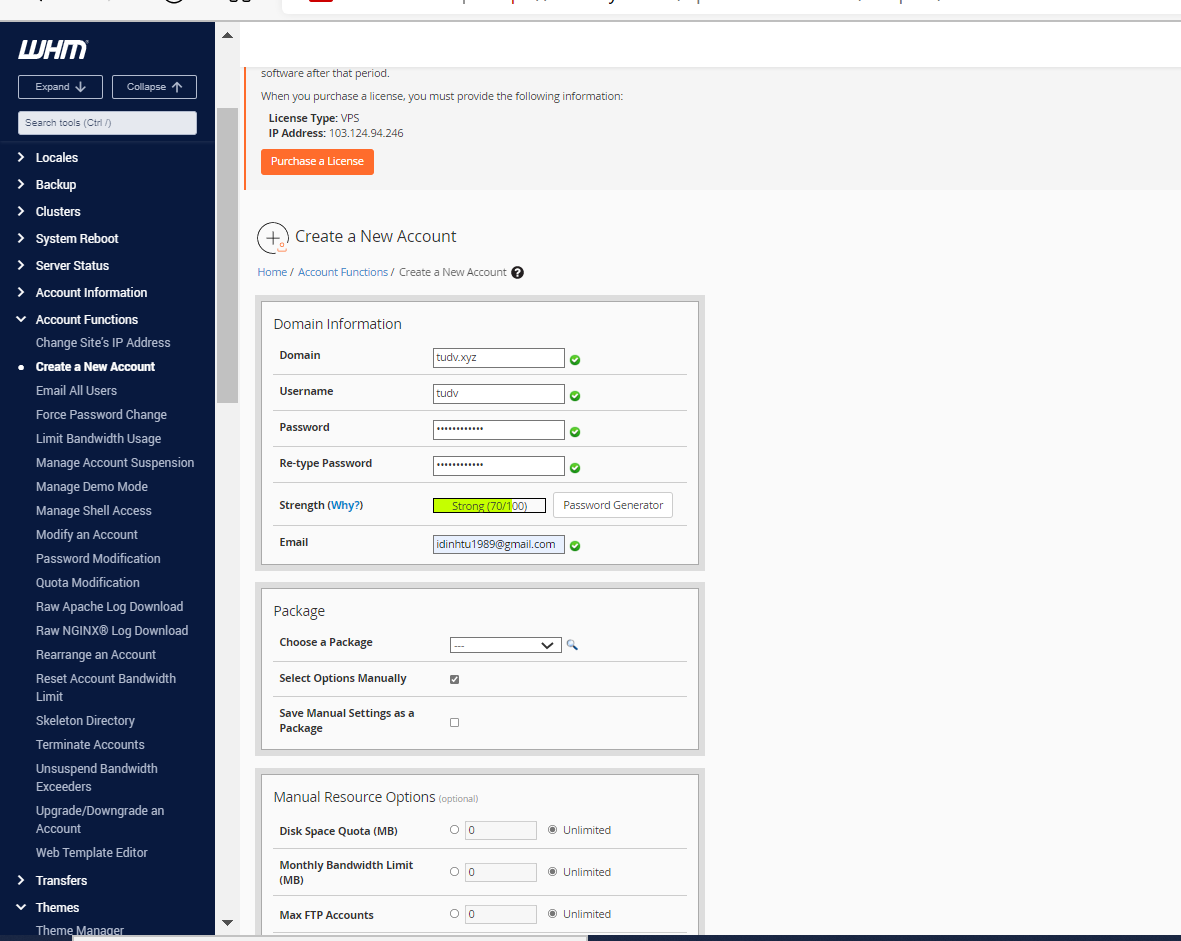 WHM
Expand
Collapse
Search tools (Ctrl /)
Locales
Backup
Clusters
System Reboot
Server Status
Account Information
Account Functions
Change Site's IP Address
Create a New Account
Email All Users
Force Password Change
Limit Bandwidth Usage
Manage Account Suspension
Manage Demo Mode
Manage Shell Access
Modify an Account
Password Modification
Quota Modification
Raw Apache Log Download
Raw NGINX® Log Download
Rearrange an Account
Reset Account Bandwidth
Limit
Skeleton Directory
Terminate Accounts
Unsuspend Bandwidth
Exceeders
Upgrade/Downgrade an
Account
Web Template Editor
Transfers
Themes
Theme Manager
software after that period.
When you purchase a license, you must provide the following information:
License Type: VPS
IP Address: 103.124.94.246
Purchase a License
Create a New Account
Home / Account Functions / Create a New Account ?
Domain Information
Domain tudv.xyz
Username tudv
Password ••••••••••••
Re-type Password ••••••••••••
Strength (Why?) Strong (70/100) Password Generator
Email idinhtu1989@gmail.com
Package
Choose a Package ---
Select Options Manually
Save Manual Settings as a
Package
Manual Resource Options (optional)
Disk Space Quota (MB) 0 Unlimited
Monthly Bandwidth Limit
(MB) 0 Unlimited
Max FTP Accounts 0 Unlimited